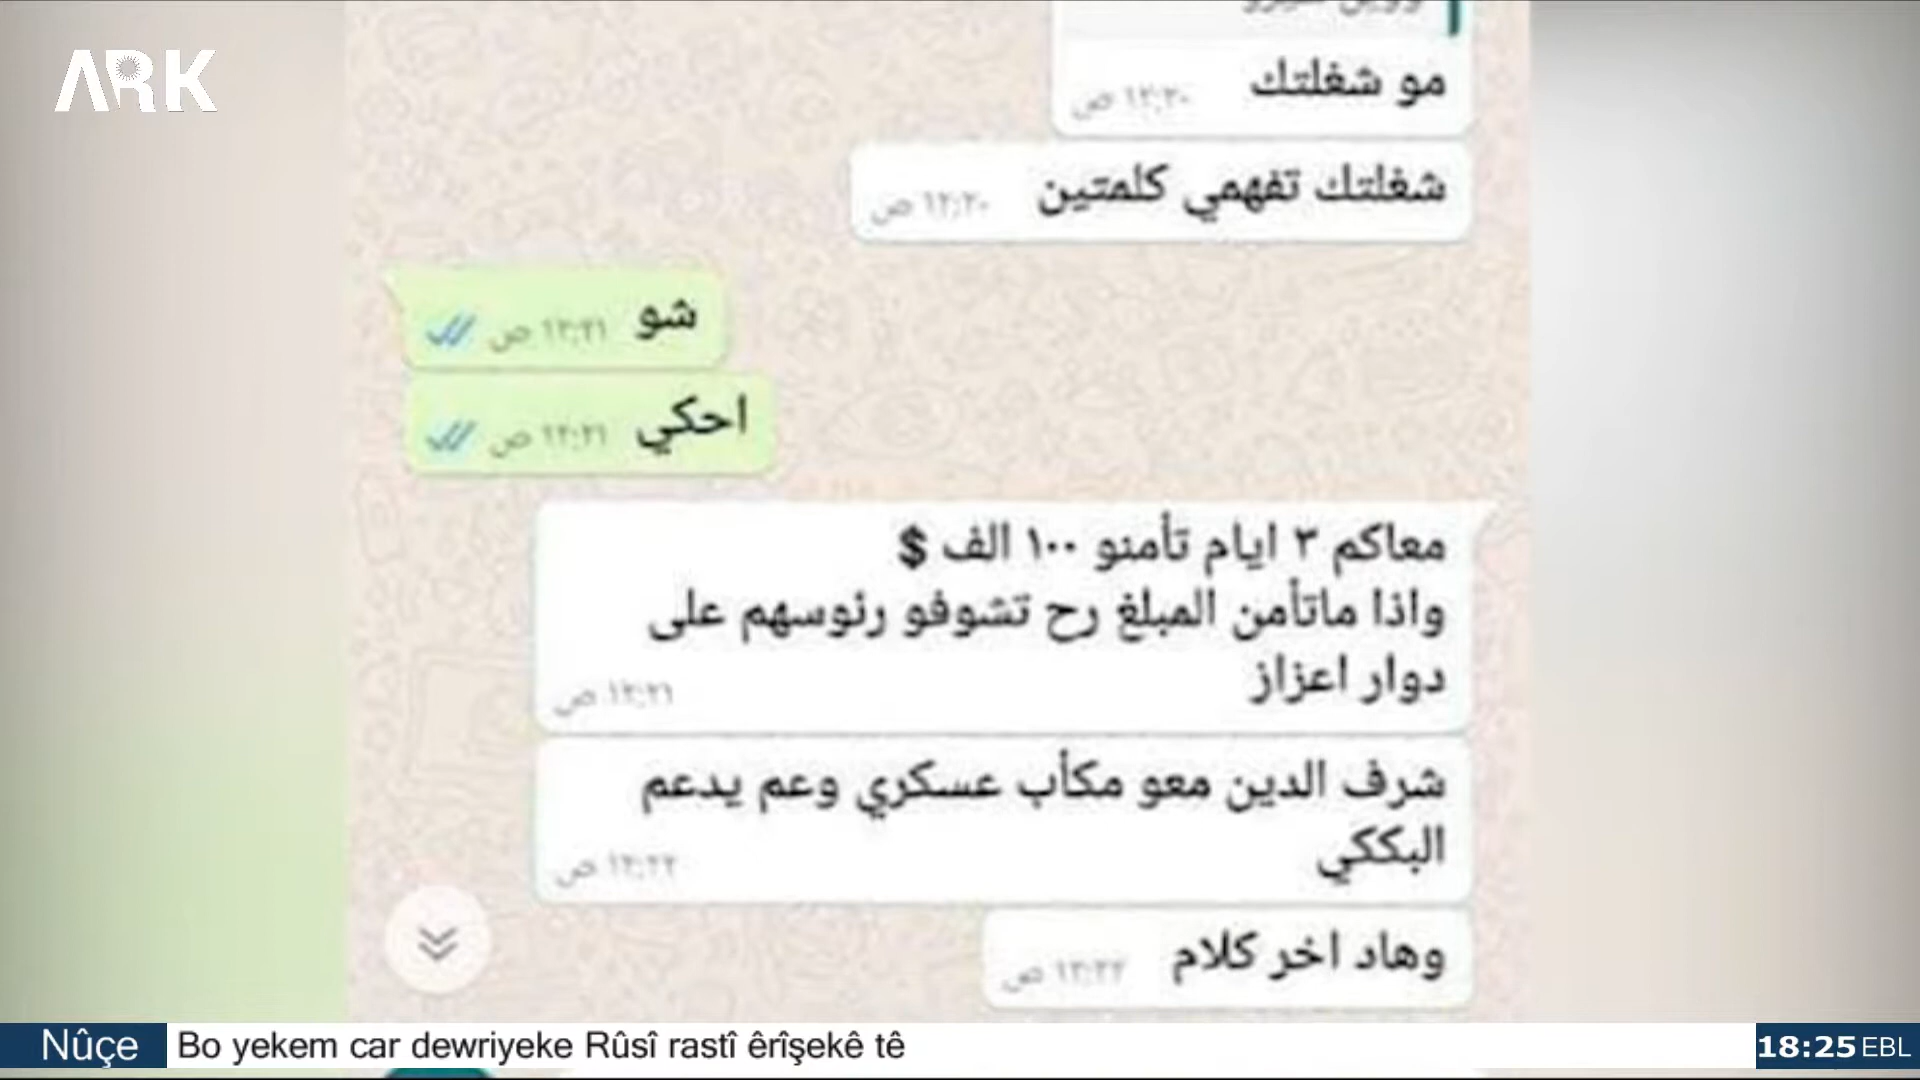 ARK
مو شغلتك
١٢:٢٠ ص
شغلتك تفهمي كلمتين
١٢:٢٠ ص
شو
١٢:٢١ ص
احكي
١٢:٢١ ص
معاكم ٣ ايام تأمنو ١٠٠ الف $
واذا ماتأمن المبلغ رح تشوفو رئوسهم على
دوار اعزاز
١٢:٢١ ص
شرف الدين معو مكأب عسكري وعم يدعم
البككي
١٢:٢٢ ص
وهاد اخر كلام
١٢:٢٢ ص
Nûçe
Bo yekem car dewriyeke Rûsî rastî êrîşekê tê
18:25 EBL